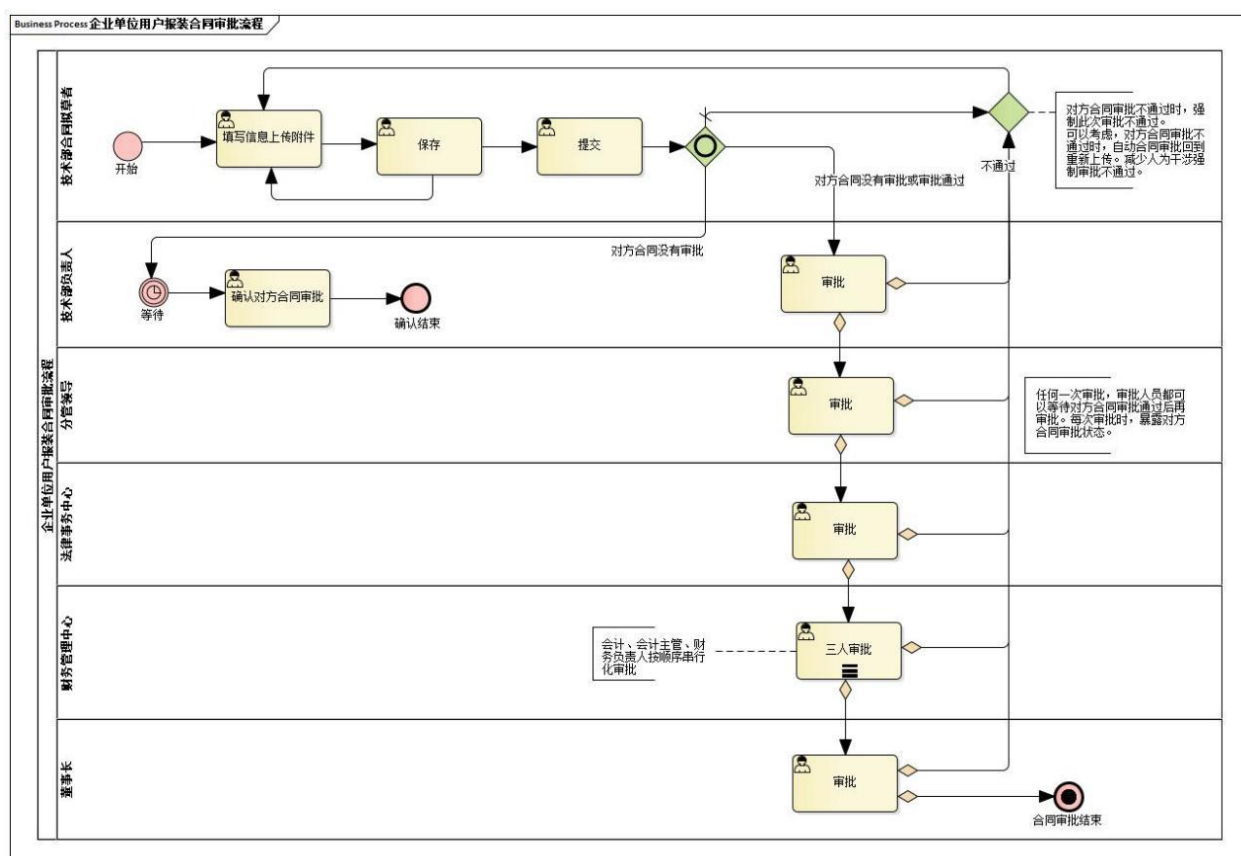 Business Process 企业单位用户报装合同审批流程
企业单位用户报装合同审批流程
技术部合同拟草者
开始
填写信息上传附件
保存
提交
对方合同没有审批或审批通过
不通过
对方合同审批不通过时，强
制此次审批不通过。
可以考虑，对方合同审批不
通过时，自动合同审批回到
重新上传。减少人为干涉强
制审批不通过。
技术部负责人
对方合同没有审批
等待
确认对方合同审批
确认结束
审批
分管领导
审批
任何一次审批，审批人员都可
以等待对方合同审批通过后再
审批。每次审批时，暴露对方
合同审批状态。
法律事务中心
审批
财务管理中心
会计、会计主管、财
务负责人按顺序串行
化审批
三人审批
董事长
审批
合同审批结束